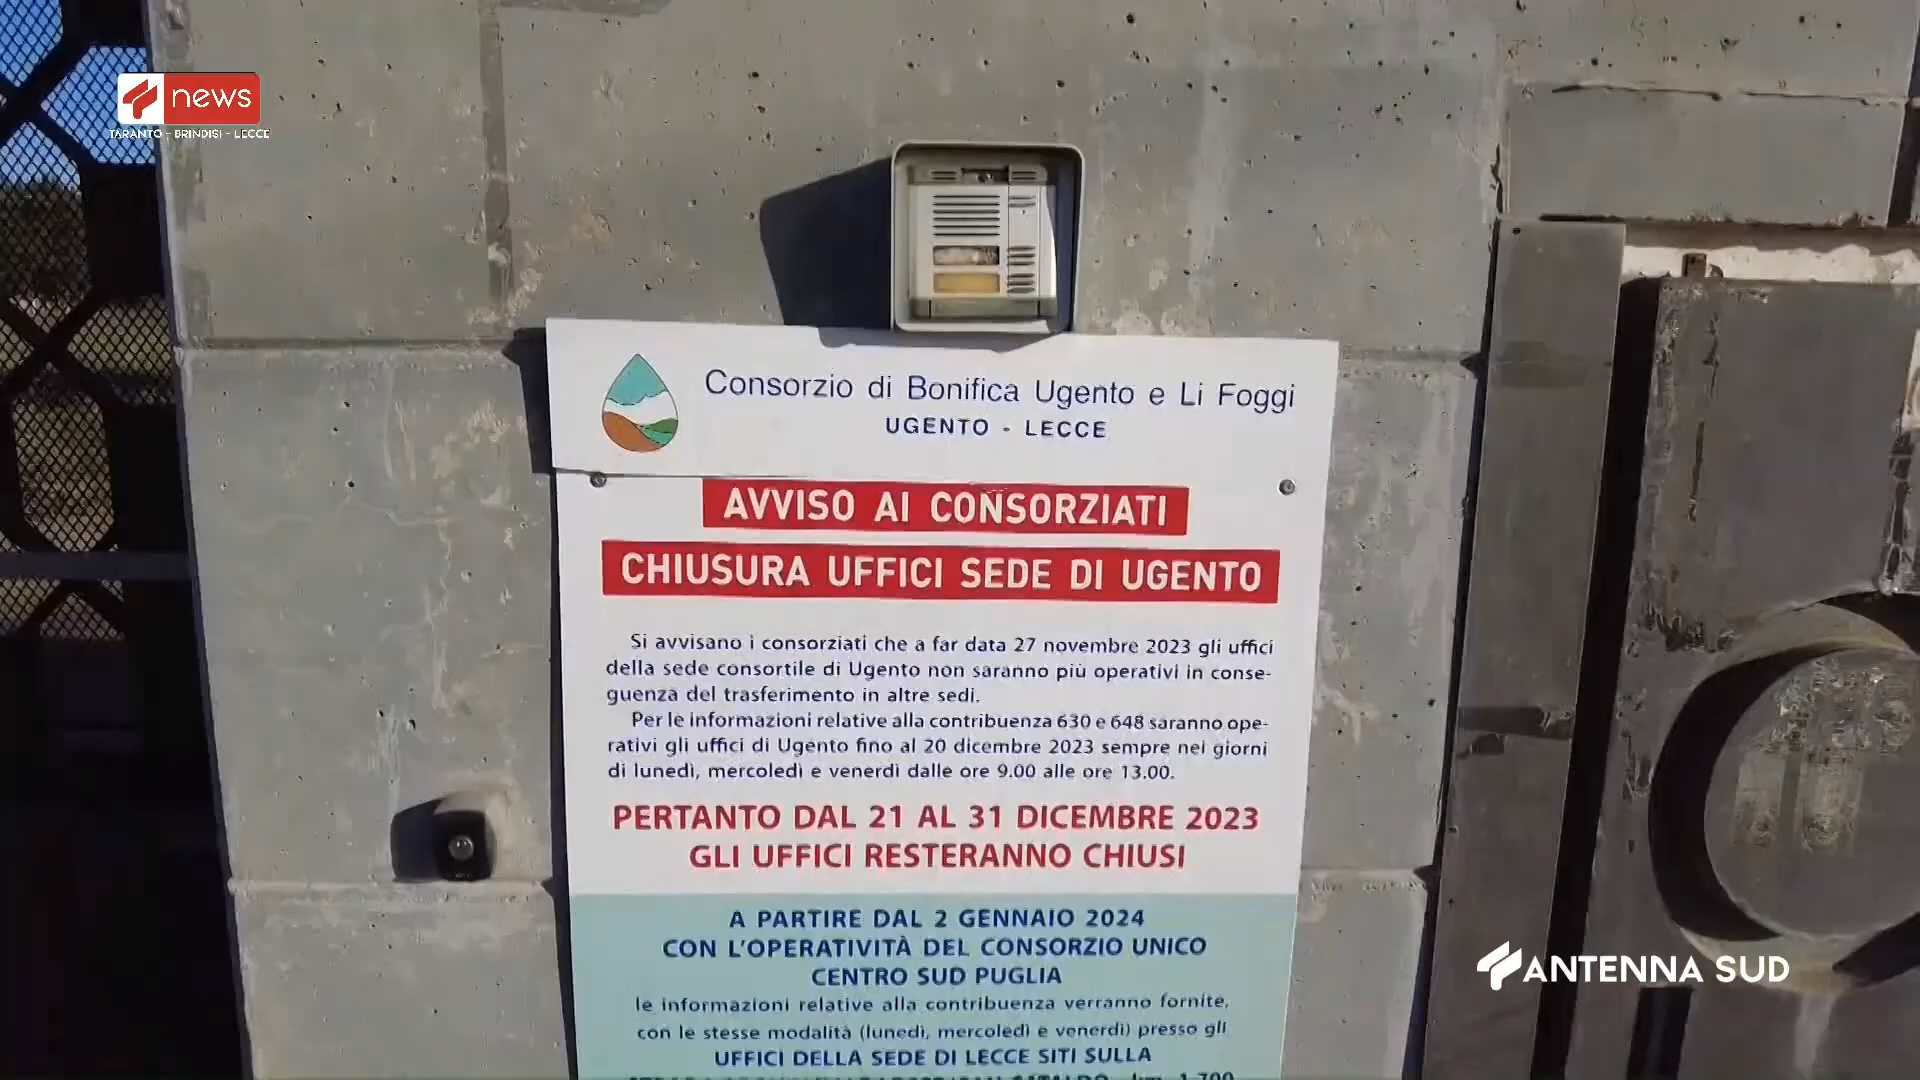 news
TARANTO - BRINDISI - LECCE
Consorzio di Bonifica Ugento e Li Foggi
UGENTO - LECCE
AVVISO AI CONSORZIATI
CHIUSURA UFFICI SEDE DI UGENTO
Si avvisano i consorziati che a far data 27 novembre 2023 gli uffici
della sede consortile di Ugento non saranno più operativi in conse-
guenza del trasferimento in altre sedi.
Per le informazioni relative alla contribuenza 630 e 648 saranno ope-
rativi gli uffici di Ugento fino al 20 dicembre 2023 sempre nei giorni
di lunedì, mercoledì e venerdì dalle ore 9.00 alle ore 13.00.
PERTANTO DAL 21 AL 31 DICEMBRE 2023
GLI UFFICI RESTERANNO CHIUSI
A PARTIRE DAL 2 GENNAIO 2024
CON L'OPERATIVITÀ DEL CONSORZIO UNICO
CENTRO SUD PUGLIA
le informazioni relative alla contribuenza verranno fornite,
con le stesse modalità (lunedì, mercoledì e venerdì) presso gli
UFFICI DELLA SEDE DI LECCE SITI SULLA
km. 1,700
ANTENNA SUD